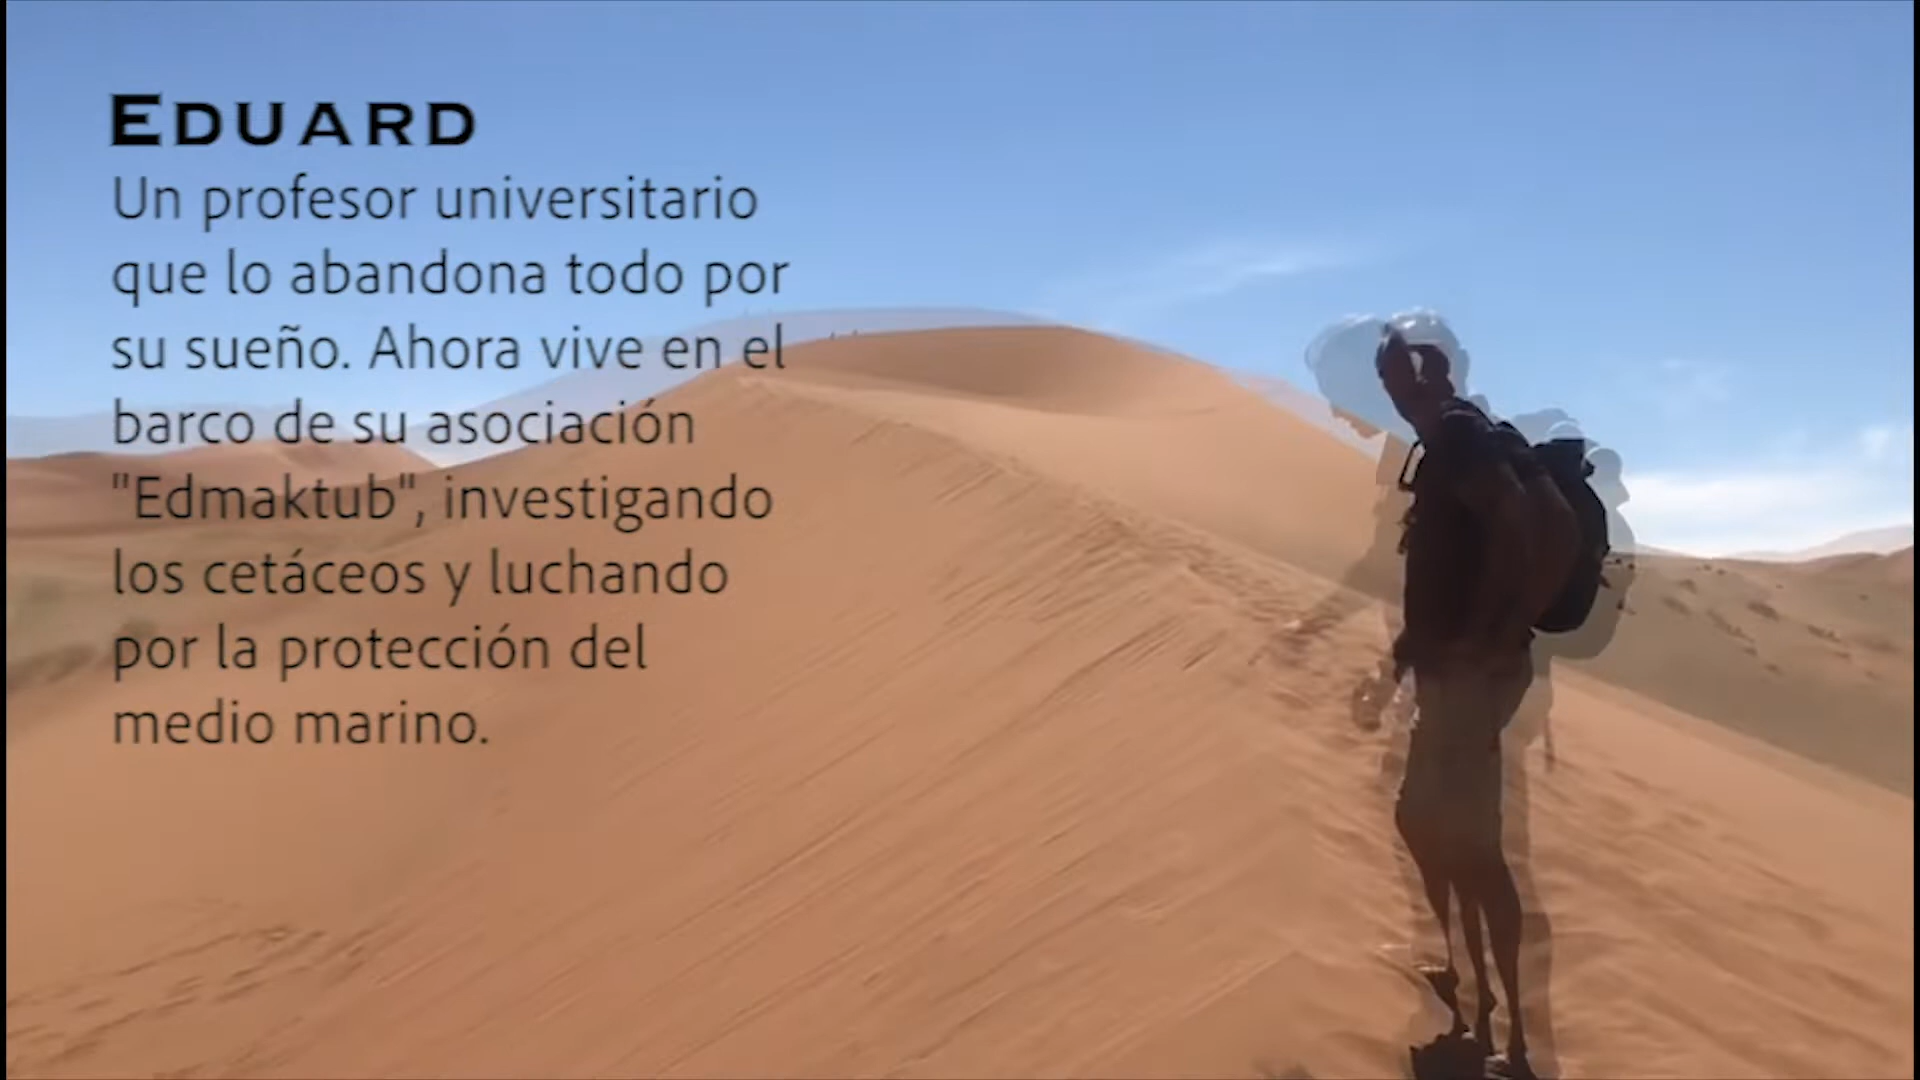 EDUARD
Un profesor universitario
que lo abandona todo por
su sueño. Ahora vive en el
barco de su asociación
"Edmaktub", investigando
los cetáceos y luchando
por la protección del
medio marino.